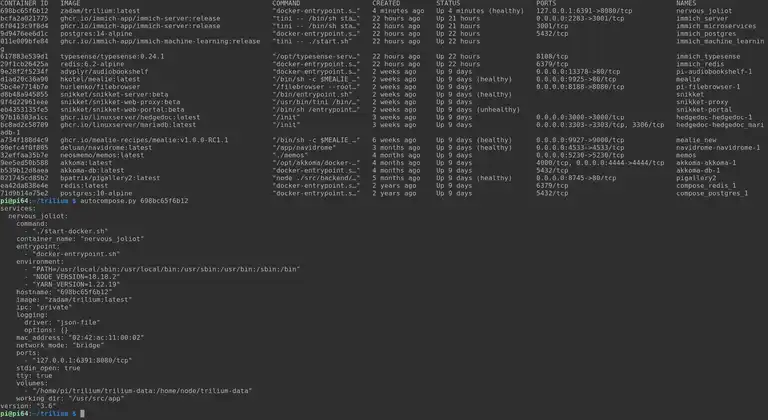 CONTAINER ID IMAGE COMMAND CREATED STATUS PORTS NAMES
698bc65f6b12 zadam/trilium:latest "docker-entrypoint.s…" 4 minutes ago Up 4 minutes (healthy) 127.0.0.1:6391->8080/tcp nervous_joliot
bcfa2a021775 ghcr.io/immich-app/immich-server:release "tini -- /bin/sh sta…" 22 hours ago Up 21 hours 0.0.0.0:2283->3001/tcp immich_server
6f0413c9f894 ghcr.io/immich-app/immich-server:release "tini -- /bin/sh sta…" 22 hours ago Up 21 hours immich_microservices
9d9476ee6d1c postgres:14-alpine "docker-entrypoint.s…" 22 hours ago Up 22 hours 5432/tcp immich_postgres
011e009bfe84 ghcr.io/immich-app/immich-machine-learning:release "tini -- ./start.sh" 22 hours ago Up 22 hours immich_machine_learnin
g
617883e539d1 typesense/typesense:0.24.1 "/opt/typesense-serv…" 22 hours ago Up 22 hours 8108/tcp immich_typesense
29f1cb26425a redis:6.2-alpine "docker-entrypoint.s…" 22 hours ago Up 22 hours 6379/tcp immich_redis
9e28f2f5234f advplyr/audiobookshelf "docker-entrypoint.s…" 2 weeks ago Up 9 days 0.0.0.0:13378->80/tcp pi-audiobookshelf-1
d1ad20c36e90 hkotel/mealie:latest "/bin/sh -c $MEALIE_…" 2 weeks ago Up 9 days (healthy) 0.0.0.0:9925->80/tcp mealie
5bc4e7714b7e hurlenko/filebrowser "/filebrowser --root…" 2 weeks ago Up 9 days 0.0.0.0:8188->8080/tcp pi-filebrowser-1
d6b48a945855 snikket/snikket-server:beta "/bin/entrypoint.sh" 2 weeks ago Up 9 days (healthy) snikket
9f4d22961eee snikket/snikket-web-proxy:beta "/usr/bin/tini /bin/…" 2 weeks ago Up 9 days snikket-proxy
eb4353135fe5 snikket/snikket-web-portal:beta "/bin/sh /entrypoint…" 2 weeks ago Up 9 days (unhealthy) snikket-portal
97b16303a1cc ghcr.io/linuxserver/hedgedoc:latest "/init" 3 weeks ago Up 9 days 0.0.0.0:3000->3000/tcp hedgedoc
bc8ad2c587d9 ghcr.io/linuxserver/mariadb:latest "/init" 3 weeks ago Up 9 days 0.0.0.0:3303->3303/tcp, 3306/tcp hedgedoc-hedgedoc_mari
adb-1
a734f188d4c9 ghcr.io/mealie-recipes/mealie:v1.0.0-RC1.1 "/bin/sh -c $MEALIE_…" 6 weeks ago Up 9 days (healthy) 0.0.0.0:9927->9000/tcp mealie_new
90efc4f0f805 deluan/navidrome:latest "/app/navidrome" 3 months ago Up 9 days (healthy) 0.0.0.0:4533->4533/tcp navidrome-navidrome-1
32effaa35b7e neosmemo/memos:latest "./memos" 4 months ago Up 9 days 0.0.0.0:5230->5230/tcp memos
9ee5ed596588 akkoma:latest "/opt/akkoma/docker-…" 4 months ago Up 9 days 4000/tcp, 0.0.0.0:4444->4444/tcp akkoma-akkoma-1
b539b12d8aea akkoma-db:latest "docker-entrypoint.s…" 4 months ago Up 9 days 5432/tcp akkoma-db-1
021745cd85b2 bpatrik/pigallery2:latest "node ./src/backend/…" 5 months ago Up 9 days (healthy) 0.0.0.0:8745->80/tcp pigallery2
ea42da838e4e redis:latest "docker-entrypoint.s…" 2 years ago Up 9 days 6379/tcp compose_redis_1
71d9b14e75e2 postgres:10-alpine "docker-entrypoint.s…" 2 years ago Up 9 days 5432/tcp compose_postgres_1
pi@pi64:~/trilium $ autocompose.py 698bc65f6b12
services:
nervous_joliot:
command:
- "./start-docker.sh"
container_name: "nervous_joliot"
entrypoint:
- "docker-entrypoint.sh"
environment:
- "PATH=/usr/local/sbin:/usr/local/bin:/usr/sbin:/usr/bin:/sbin:/bin"
- "NODE_VERSION=18.18.2"
- "YARN_VERSION=1.22.19"
hostname: "698bc65f6b12"
image: "zadam/trilium:latest"
ipc: "private"
logging:
driver: "json-file"
options: {}
mac_address: "02:42:ac:11:00:02"
network_mode: "bridge"
ports:
- "127.0.0.1:6391:8080/tcp"
stdin_open: true
tty: true
volumes:
- "/home/pi/trilium/trilium-data:/home/node/trilium-data"
working_dir: "/usr/src/app"
version: "3.6"
pi@pi64:~/trilium $